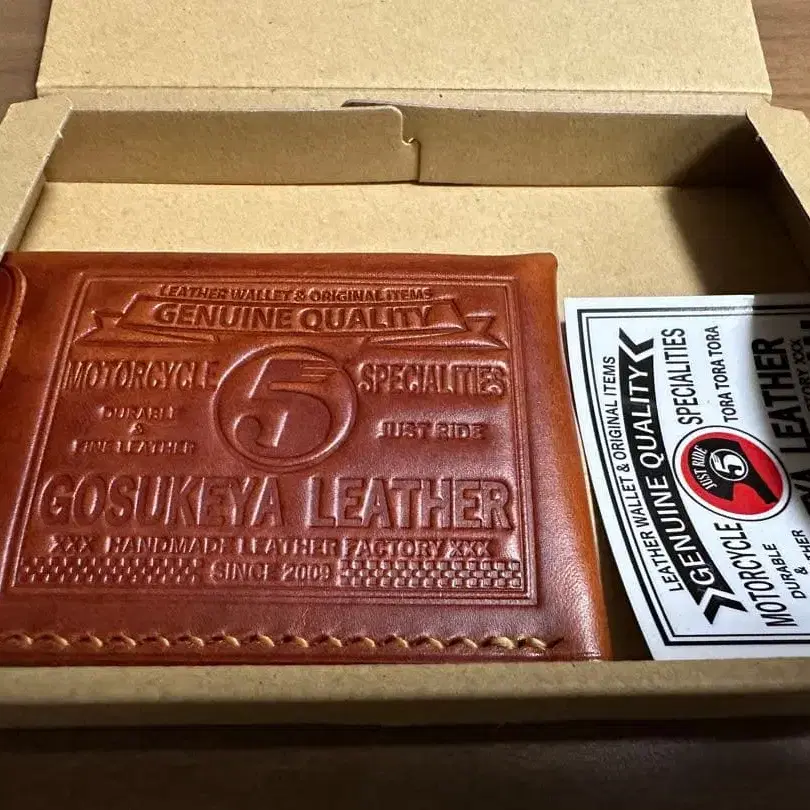 LEATHER WALLET & ORIGINAL ITEMS
GENUINE QUALITY
MOTORCYCLE 5 SPECIALITIES
DURABLE
&
FINE LEATHER
JUST RIDE
GOSUKEYA LEATHER
XXX HANDMADE LEATHER FACTORY XXX
SINCE 2009
LEATHER WALLET & ORIGINAL ITEMS
GENUINE QUALITY
MOTORCYCLE
SPECIALITIES
JUST RIDE
5
TORA TORA TORA
DURABLE
&
LEATHER